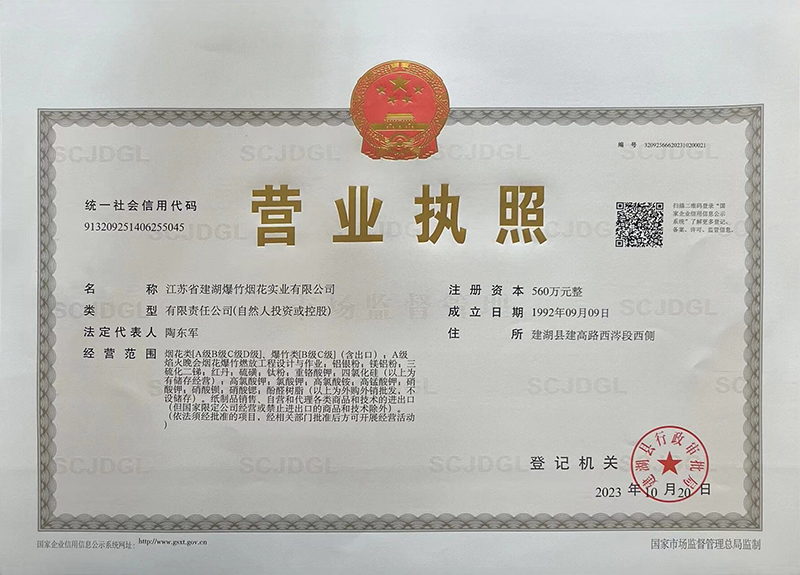 编 号 320925666202310200021
统一社会信用代码
913209251406255045
营业执照
扫描二维码登录“国
家企业信用信息公示
系统”了解更多登记、
备案、许可、监管信息。
名 称 江苏省建湖爆竹烟花实业有限公司
类 型 有限责任公司(自然人投资或控股)
法定代表人 陶东军
经营范围 烟花类[A级B级C级D级]、爆竹类[B级C级]（含出口）；A级
焰火晚会烟花爆竹燃放工程设计与作业；铝银粉；镁铝粉；三
硫化二锑；红丹；硫磺；钛粉；重铬酸钾；四氯化硅（以上为
有储存经营）；高氯酸钾；氯酸钾；高氯酸铵；高锰酸钾；硝
酸钾；硝酸钡；硝酸锶；酚醛树脂（以上为外购外销批发、不
设储存）。纸制品销售、自营和代理各类商品和技术的进出口
（但国家限定公司经营或禁止进出口的商品和技术除外）。
（依法须经批准的项目，经相关部门批准后方可开展经营活动
）
注册资本 560万元整
成立日期 1992年09月09日
住 所 建湖县建高路西涔段西侧
登记机关
建湖县行政审批局
2023 年 10 月 20 日
国家企业信用信息公示系统网址： http://www.gsxt.gov.cn
国家市场监督管理总局监制
SCJDGL